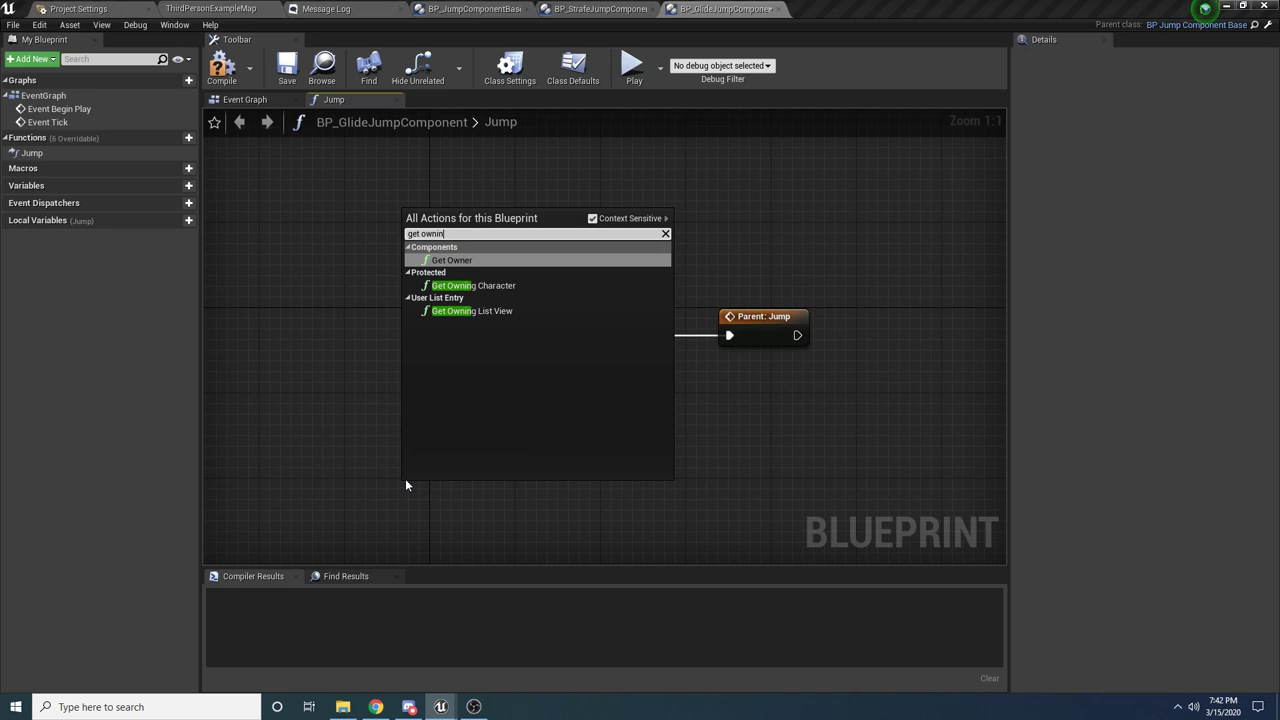 Project Settings
ThirdPersonExampleMap
Message Log
BP_JumpComponentBase
BP_StrafeJumpComponent
BP_GlideJumpComponent
File Edit Asset View Debug Window Help
Parent class: BP Jump Component Base
My Blueprint
Toolbar
Details
Add New
Search
Compile
Save
Browse
Find
Hide Unrelated
Class Settings
Class Defaults
Play
No debug object selected
Debug Filter
Graphs
EventGraph
Event Begin Play
Event Tick
Functions (6 Overridable)
Jump
Macros
Variables
Event Dispatchers
Local Variables (Jump)
Event Graph
Jump
BP_GlideJumpComponent > Jump
Zoom 1:1
All Actions for this Blueprint
Context Sensitive
get ownin
Components
Get Owner
Protected
Get Owning Character
User List Entry
Get Owning List View
Parent: Jump
BLUEPRINT
Compiler Results
Find Results
Clear
Type here to search
7:42 PM
3/15/2020